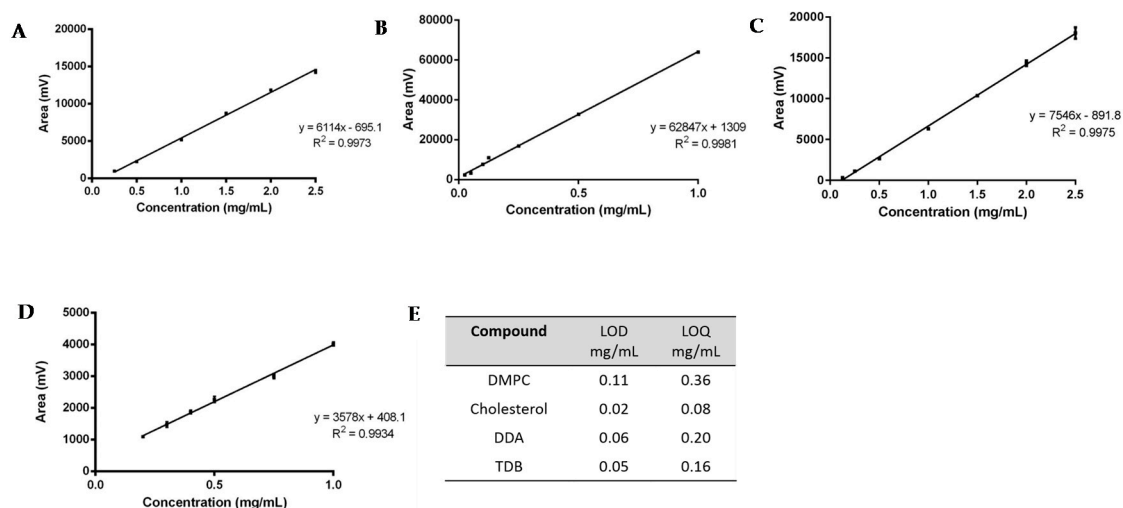 A
20000
15000
10000
5000
0
Area (mV)
0.0 0.5 1.0 1.5 2.0 2.5
Concentration (mg/mL)
y = 6114x - 695.1
R² = 0.9973
B
80000
60000
40000
20000
0
Area (mV)
0.0 0.5 1.0
Concentration (mg/mL)
y = 62847x + 1309
R² = 0.9981
C
20000
15000
10000
5000
0
Area (mV)
0.0 0.5 1.0 1.5 2.0 2.5
Concentration (mg/mL)
y = 7546x - 891.8
R² = 0.9975
D
5000
4000
3000
2000
1000
0
Area (mV)
0.0 0.5 1.0
Concentration (mg/mL)
y = 3578x + 408.1
R² = 0.9934
E
Compound LOD LOQ
mg/mL mg/mL
DMPC 0.11 0.36
Cholesterol 0.02 0.08
DDA 0.06 0.20
TDB 0.05 0.16